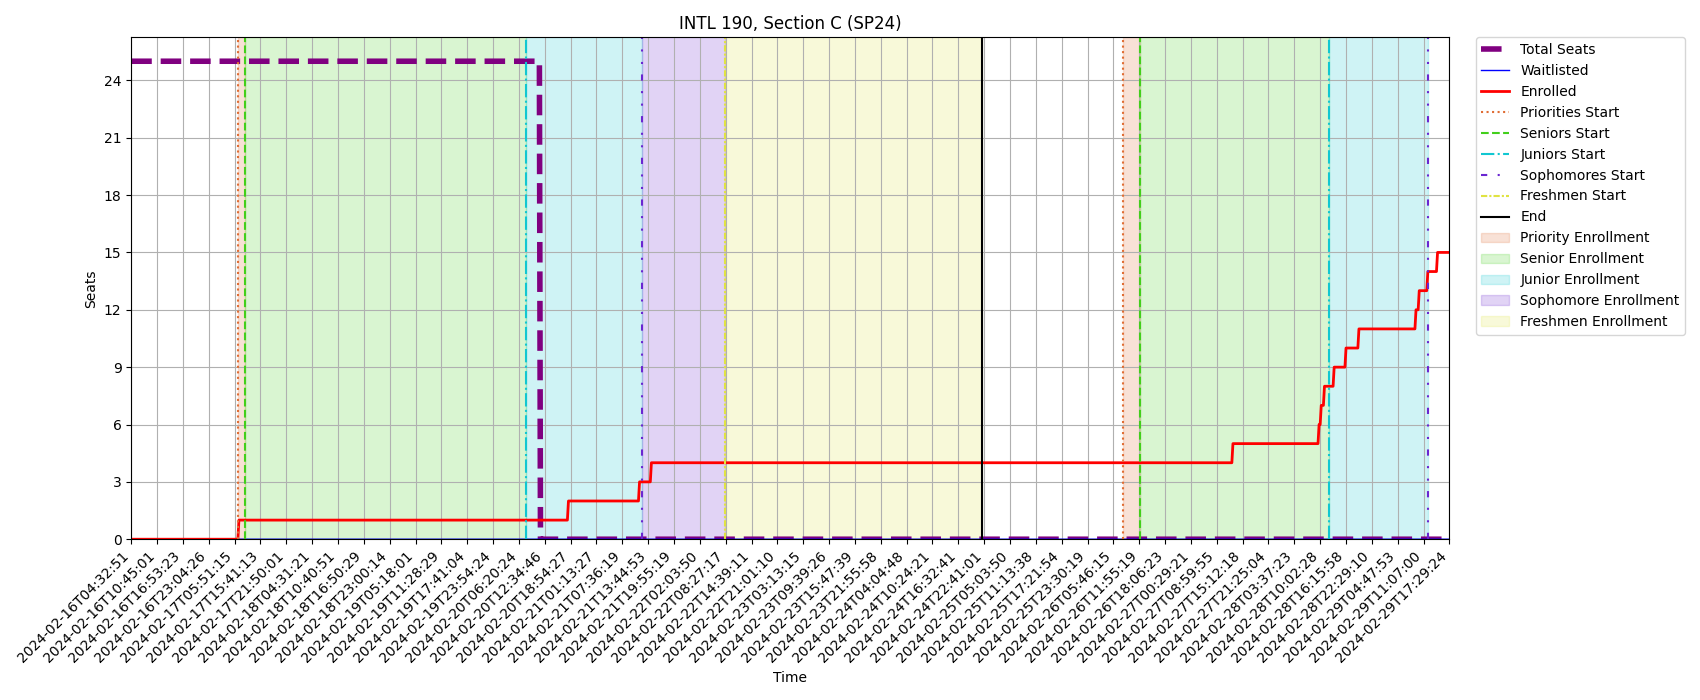 INTL 190, Section C (SP24)
Total Seats
Waitlisted
Enrolled
Priorities Start
Seniors Start
Juniors Start
Sophomores Start
Freshmen Start
End
Priority Enrollment
Senior Enrollment
Junior Enrollment
Sophomore Enrollment
Freshmen Enrollment
Seats
24
21
18
15
12
9
6
3
0
2024-02-16T04:32:51
2024-02-16T10:45:01
2024-02-16T16:53:23
2024-02-16T23:04:26
2024-02-17T05:51:15
2024-02-17T15:41:13
2024-02-17T21:50:01
2024-02-18T04:31:21
2024-02-18T10:40:51
2024-02-18T16:50:29
2024-02-18T23:00:14
2024-02-19T05:18:01
2024-02-19T11:28:29
2024-02-19T17:41:04
2024-02-19T23:54:24
2024-02-20T06:20:24
2024-02-20T12:34:46
2024-02-20T18:54:27
2024-02-21T01:13:27
2024-02-21T07:36:19
2024-02-21T13:44:53
2024-02-21T19:55:19
2024-02-22T02:03:50
2024-02-22T08:27:17
2024-02-22T14:39:11
2024-02-22T21:01:10
2024-02-23T03:13:15
2024-02-23T09:39:26
2024-02-23T15:47:39
2024-02-23T21:55:58
2024-02-24T04:04:48
2024-02-24T10:24:21
2024-02-24T16:32:41
2024-02-24T22:41:01
2024-02-25T05:03:50
2024-02-25T11:13:38
2024-02-25T17:21:54
2024-02-25T23:30:19
2024-02-26T05:46:15
2024-02-26T11:55:19
2024-02-26T18:06:23
2024-02-27T00:29:21
2024-02-27T08:59:55
2024-02-27T15:12:18
2024-02-27T21:25:04
2024-02-28T03:37:23
2024-02-28T10:02:28
2024-02-28T16:15:58
2024-02-28T22:29:10
2024-02-29T04:47:53
2024-02-29T11:07:00
2024-02-29T17:29:24
Time